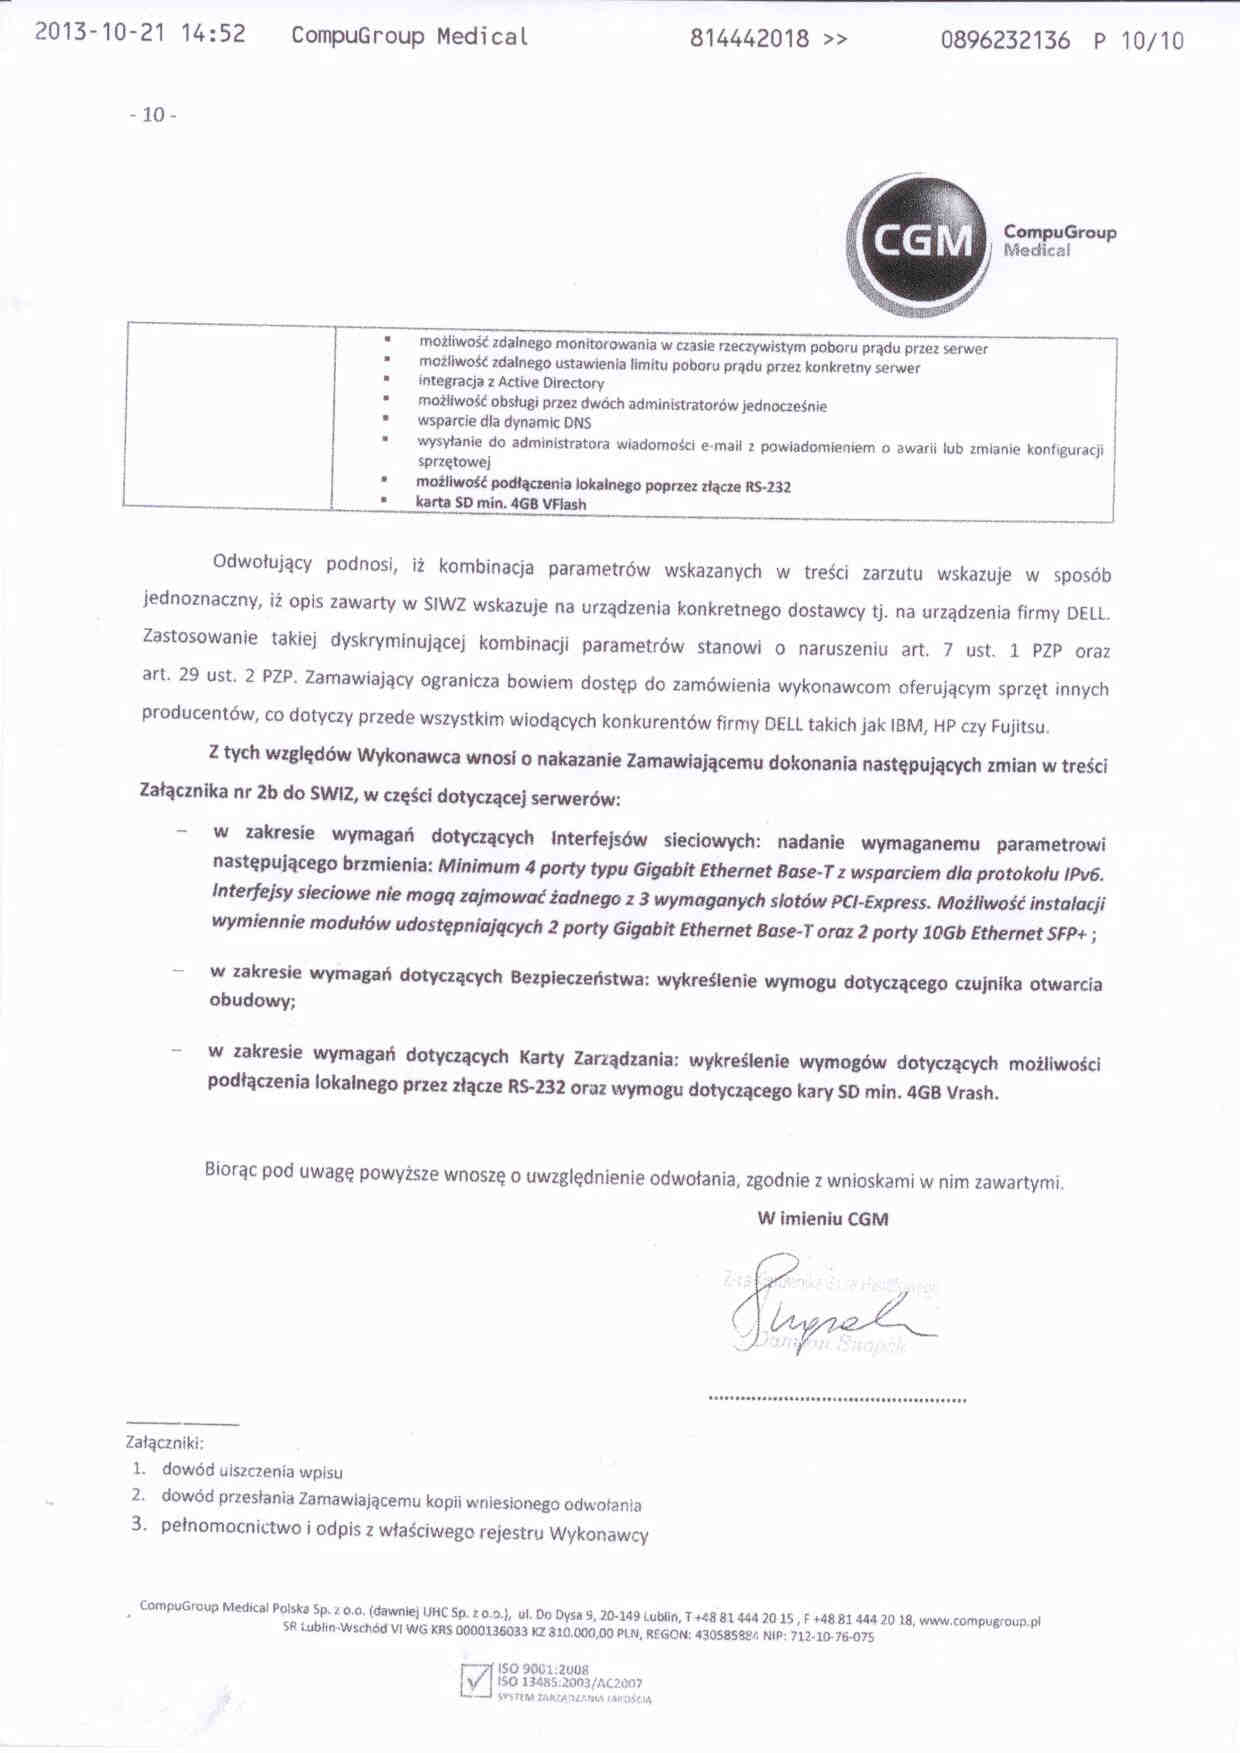 2013-10-21 14:52 CompuGroup Medical 814442018 >> 0896232136 P 10/10
- 10 -
CGM CompuGroup
Medical
▪ możliwość zdalnego monitorowania w czasie rzeczywistym poboru prądu przez serwer
▪ możliwość zdalnego ustawienia limitu poboru prądu przez konkretny serwer
▪ integracja z Active Directory
▪ możliwość obsługi przez dwóch administratorów jednocześnie
▪ wsparcie dla dynamic DNS
▪ wysyłanie do administratora wiadomości e-mail z powiadomieniem o awarii lub zmianie konfiguracji
sprzętowej
▪ możliwość podłączenia lokalnego poprzez złącze RS-232
▪ karta SD min. 4GB VFlash
Odwołujący podnosi, iż kombinacja parametrów wskazanych w treści zarzutu wskazuje w sposób
jednoznaczny, iż opis zawarty w SIWZ wskazuje na urządzenia konkretnego dostawcy tj. na urządzenia firmy DELL.
Zastosowanie takiej dyskryminującej kombinacji parametrów stanowi o naruszeniu art. 7 ust. 1 PZP oraz
art. 29 ust. 2 PZP. Zamawiający ogranicza bowiem dostęp do zamówienia wykonawcom oferującym sprzęt innych
producentów, co dotyczy przede wszystkim wiodących konkurentów firmy DELL takich jak IBM, HP czy Fujitsu.
Z tych względów Wykonawca wnosi o nakazanie Zamawiającemu dokonania następujących zmian w treści
Załącznika nr 2b do SWIZ, w części dotyczącej serwerów:
– w zakresie wymagań dotyczących Interfejsów sieciowych: nadanie wymaganemu parametrowi
następującego brzmienia: Minimum 4 porty typu Gigabit Ethernet Base-T z wsparciem dla protokołu IPv6.
Interfejsy sieciowe nie mogą zajmować żadnego z 3 wymaganych slotów PCI-Express. Możliwość instalacji
wymiennie modułów udostępniających 2 porty Gigabit Ethernet Base-T oraz 2 porty 10Gb Ethernet SFP+ ;
– w zakresie wymagań dotyczących Bezpieczeństwa: wykreślenie wymogu dotyczącego czujnika otwarcia
obudowy;
– w zakresie wymagań dotyczących Karty Zarządzania: wykreślenie wymogów dotyczących możliwości
podłączenia lokalnego przez złącze RS-232 oraz wymogu dotyczącego kary SD min. 4GB Vrash.
Biorąc pod uwagę powyższe wnoszę o uwzględnienie odwołania, zgodnie z wnioskami w nim zawartymi.
W imieniu CGM
Snopek
Załączniki:
1. dowód uiszczenia wpisu
2. dowód przesłania Zamawiającemu kopii wniesionego odwołania
3. pełnomocnictwo i odpis z właściwego rejestru Wykonawcy
CompuGroup Medical Polska Sp. z o.o. (dawniej UHC Sp. z o.o.), ul. Do Dysa 9, 20-149 Lublin, T +48 81 444 20 15 , F +48 81 444 20 18, www.compugroup.pl
SR Lublin-Wschód VI WG KRS 0000136033 KZ 810.000,00 PLN, REGON: 430585884 NIP: 712-10-76-075
ISO 9001:2008
ISO 13485:2003/AC2007
SYSTEM ZARZĄDZANIA JAKOŚCIĄ